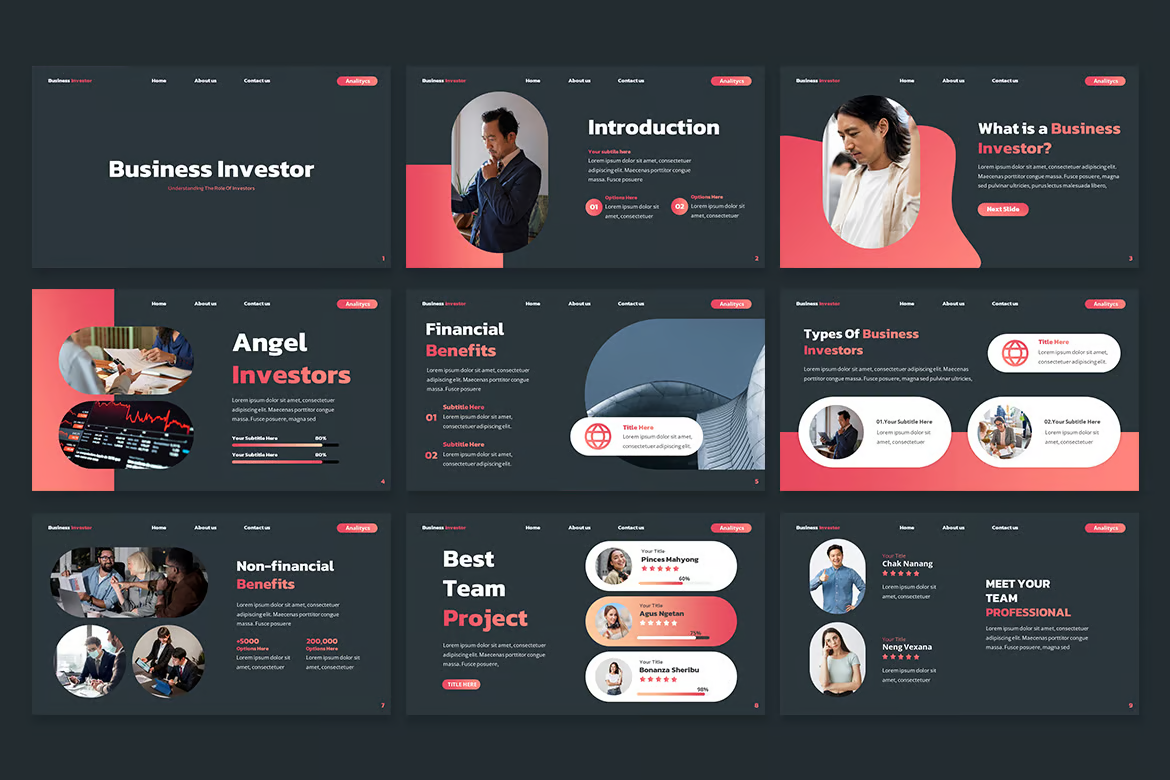 Business Investor Home About us Contact us Analitycs
Business Investor
Understanding The Role Of Investors
1
Business Investor Home About us Contact us Analitycs
Introduction
Your subtitle here
Lorem ipsum dolor sit amet, consectetuer
adipiscing elit. Maecenas porttitor congue
massa. Fusce posuere
01
Options Here
Lorem ipsum dolor sit
amet, consectetuer
02
Options Here
Lorem ipsum dolor sit
amet, consectetuer
2
Business Investor Home About us Contact us Analitycs
What is a Business
Investor?
Lorem ipsum dolor sit amet, consectetuer adipiscing elit.
Maecenas porttitor congue massa. Fusce posuere, magna
sed pulvinar ultricies, purus lectus malesuada libero,
Next Slide
3
Home About us Contact us Analitycs
Angel
Investors
Lorem ipsum dolor sit amet, consectetuer
adipiscing elit. Maecenas porttitor congue
massa. Fusce posuere, magna sed
Your Subtitle Here 80%
Your Subtitle Here 80%
4
Business Investor Home About us Contact us Analitycs
Financial
Benefits
Lorem ipsum dolor sit amet, consectetuer
adipiscing elit. Maecenas porttitor congue
massa. Fusce posuere
01
Subtitle Here
Lorem ipsum dolor sit amet,
consectetuer adipiscing elit.
02
Subtitle Here
Lorem ipsum dolor sit amet,
consectetuer adipiscing elit.
Title Here
Lorem ipsum dolor sit amet,
consectetuer adipiscing elit.
5
Business Investor Home About us Contact us Analitycs
Types Of Business
Investors
Lorem ipsum dolor sit amet, consectetuer adipiscing elit. Maecenas
porttitor congue massa. Fusce posuere, magna sed pulvinar ultricies,
Title Here
Lorem ipsum dolor sit amet,
consectetuer adipiscing elit.
01.Your Subtitle Here
Lorem ipsum dolor sit
amet, consectetuer
02.Your Subtitle Here
Lorem ipsum dolor sit
amet, consectetuer
Business Investor Home About us Contact us Analitycs
Non-financial
Benefits
Lorem ipsum dolor sit amet, consectetuer
adipiscing elit. Maecenas porttitor congue
massa. Fusce posuere, magna sed
+5000
Options Here
Lorem ipsum dolor sit
amet, consectetuer
200,000
Options Here
Lorem ipsum dolor sit
amet, consectetuer
7
Business Investor Home About us Contact us Analitycs
Best
Team
Project
Lorem ipsum dolor sit amet, consectetuer
adipiscing elit. Maecenas porttitor congue
massa. Fusce posuere,
TITLE HERE
Your Title
Pinces Mahyong
60%
Your Title
Agus Ngetan
75%
Your Title
Bonanza Sheribu
98%
8
Business Investor Home About us Contact us Analitycs
Your Title
Chak Nanang
Lorem ipsum dolor sit
amet, consectetuer
Your Title
Neng Vexana
Lorem ipsum dolor sit
amet, consectetuer
MEET YOUR
TEAM
PROFESSIONAL
Lorem ipsum dolor sit amet, consectetuer
adipiscing elit. Maecenas porttitor congue
massa. Fusce posuere, magna sed
9